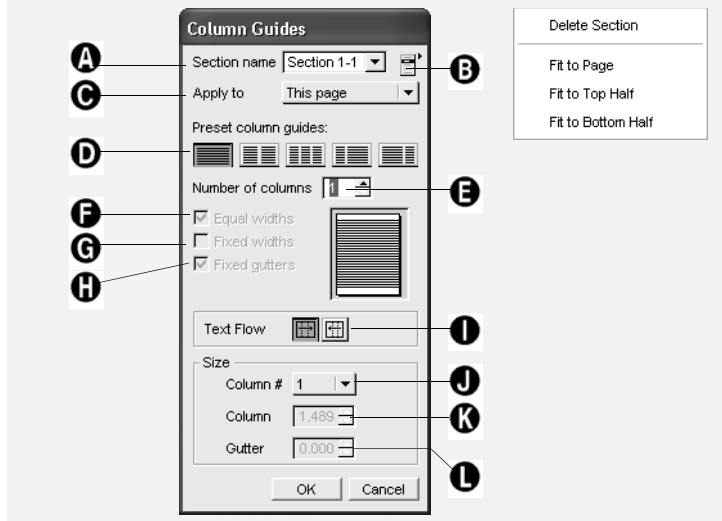 Column Guides
A
Section name Section 1-1
B
C
Apply to This page
Preset column guides:
D
Number of columns 1
E
F
Equal widths
G
Fixed widths
H
Fixed gutters
Text Flow
I
Size
Column # 1
J
Column 1.489
K
Gutter 0.000
L
OK Cancel
Delete Section
Fit to Page
Fit to Top Half
Fit to Bottom Half